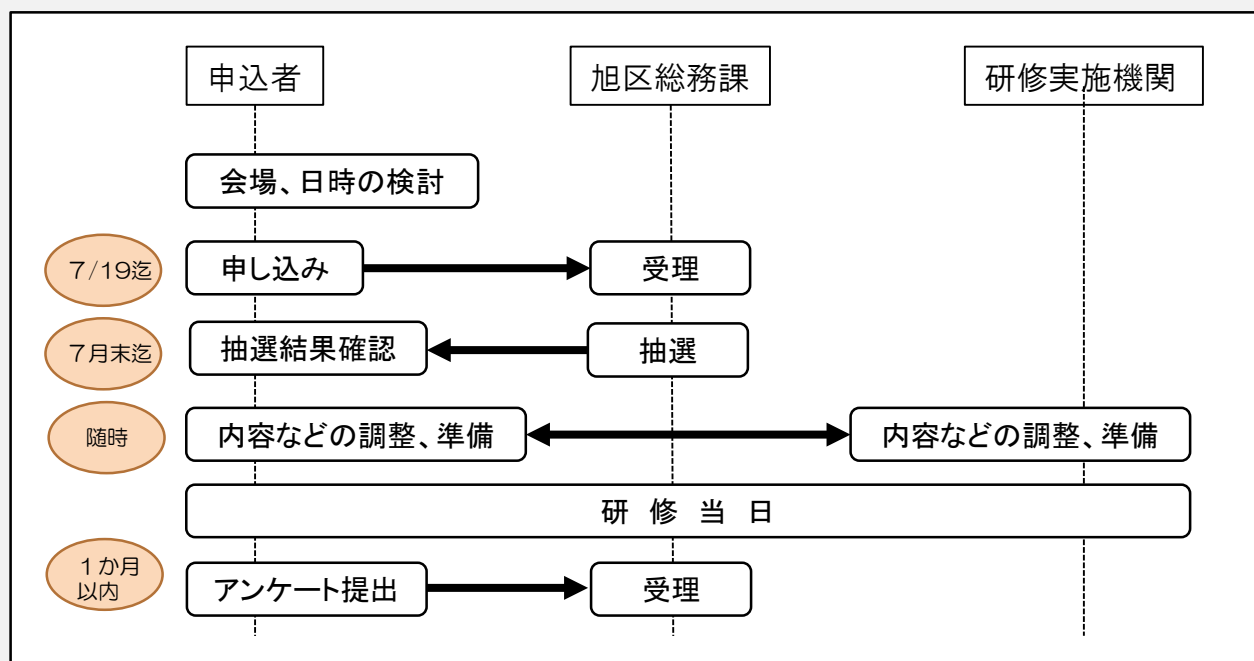 申込者
旭区総務課
研修実施機関
会場、日時の検討
7/19迄
申し込み
受理
7月末迄
抽選結果確認
抽選
随時
内容などの調整、準備
内容などの調整、準備
研 修 当 日
1か月
以内
アンケート提出
受理